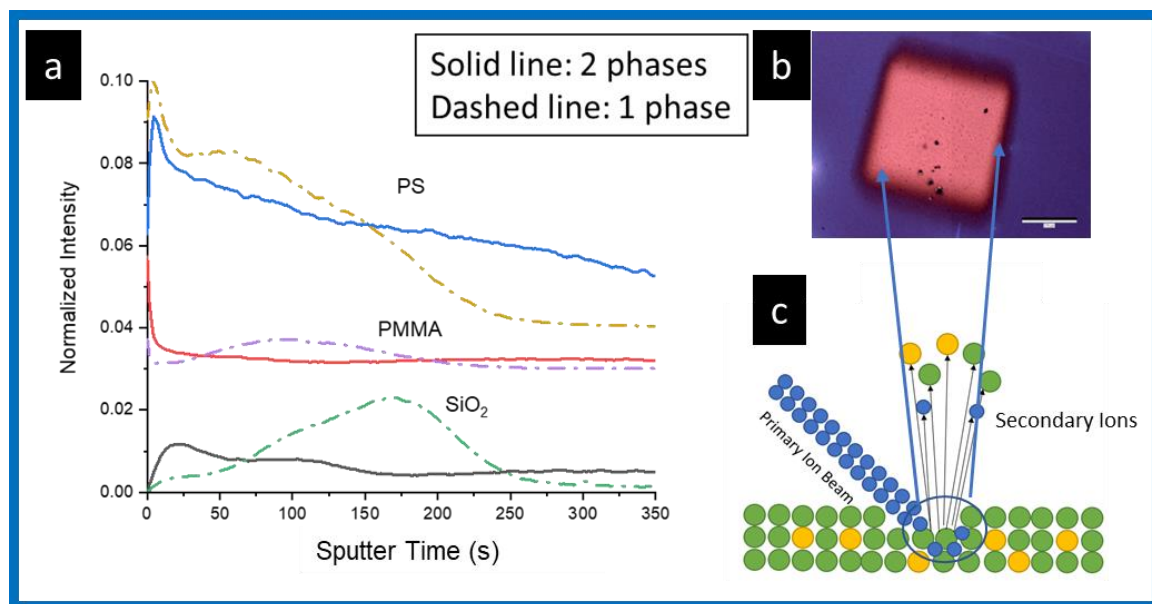 a
Solid line: 2 phases
Dashed line: 1 phase
Normalized Intensity
0.10
0.08
0.06
0.04
0.02
0.00
PS
PMMA
SiO₂
0 50 100 150 200 250 300 350
Sputter Time (s)
b
c
Primary Ion Beam
Secondary Ions